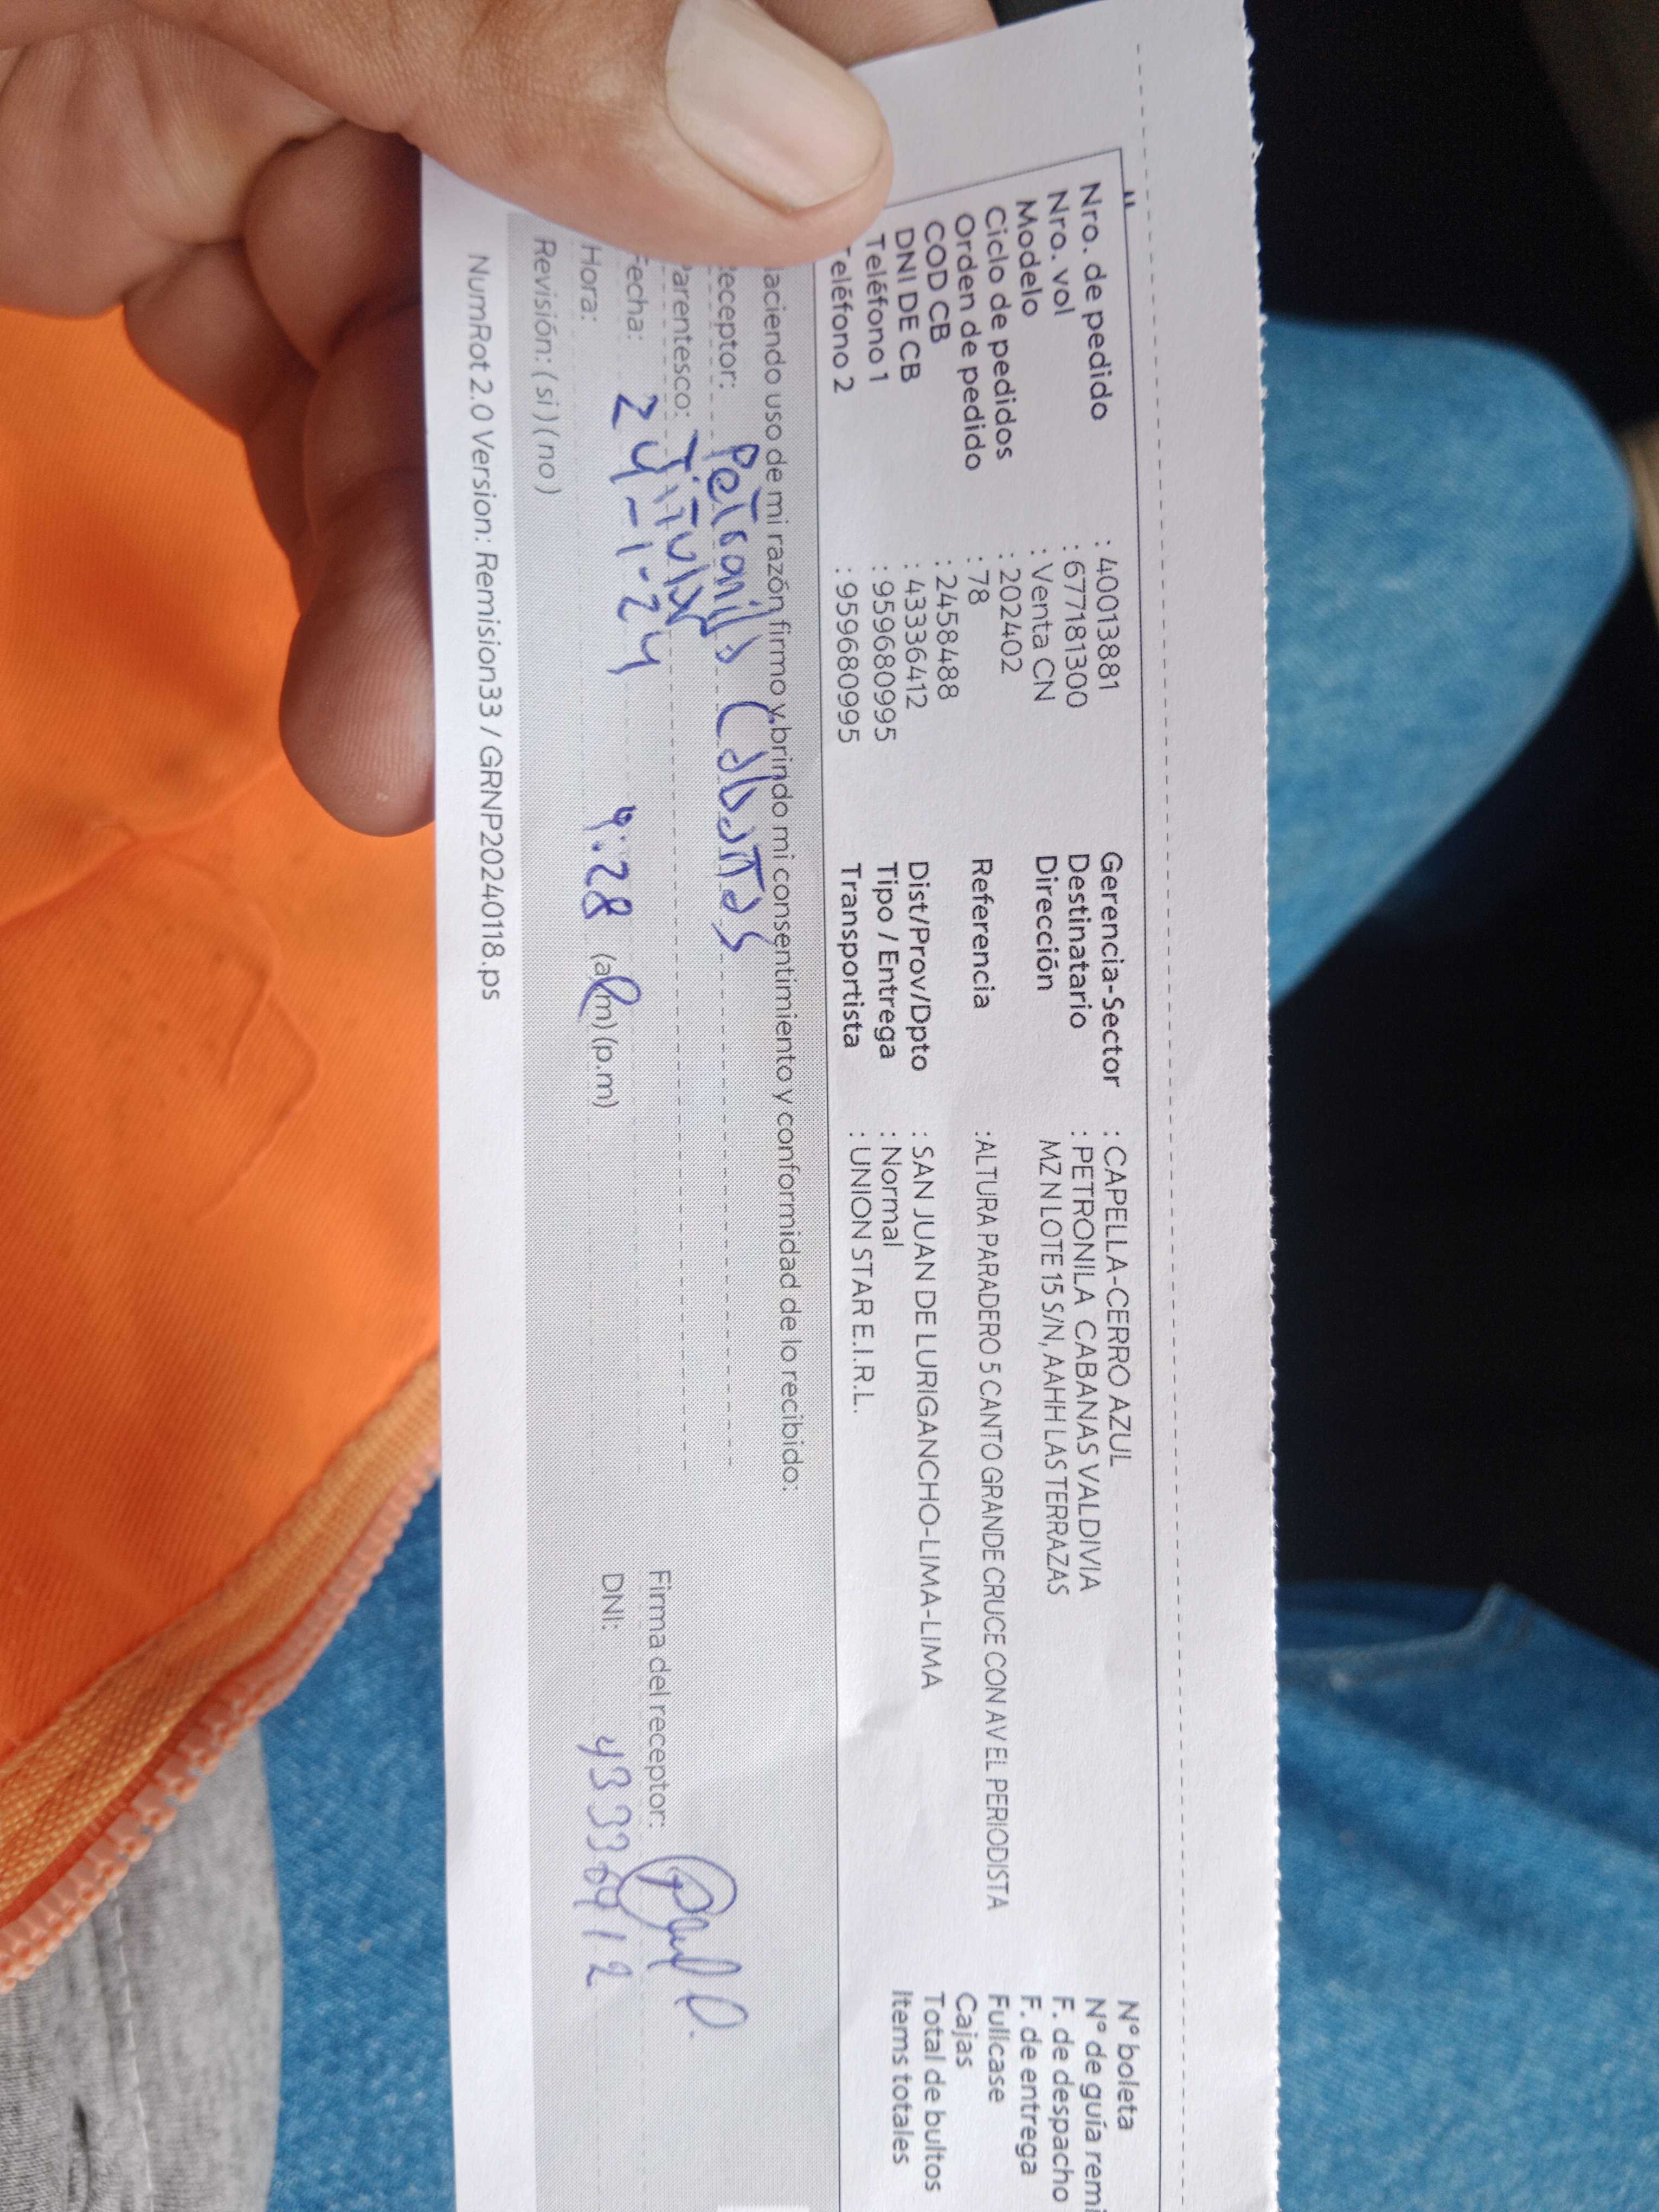 Nro. de pedido : 40013881
Nro. vol : 677181300
Modelo : Venta CN
Ciclo de pedidos : 202402
Orden de pedido : 78
COD CB : 2458488
DNI DE CB : 43336412
Teléfono 1 : 959680995
Teléfono 2 : 959680995
Gerencia-Sector : CAPELLA-CERRO AZUL
Destinatario : PETRONILA CABANAS VALDIVIA
Dirección MZ N LOTE 15 S/N, AAHH LAS TERRAZAS
Referencia : ALTURA PARADERO 5 CANTO GRANDE CRUCE CON AV EL PERIODISTA
Dist/Prov/Dpto : SAN JUAN DE LURIGANCHO-LIMA-LIMA
Tipo / Entrega : Normal
Transportista : UNION STAR E.I.R.L.
N° boleta
N° de guía remi
F. de despacho
F. de entrega
Fullcase
Cajas
Total de bultos
Items totales
Haciendo uso de mi razón, firmo y brindo mi consentimiento y conformidad de lo recibido:
Receptor: Petronila Cabanas
Parentesco: Titular
Fecha: 24-1-24
Hora: 9:28 (a.m) (p.m)
Revisión: ( si ) ( no )
Firma del receptor:
DNI: 43336412
NumRot 2.0 Version: Remision33 / GRNP20240118.ps